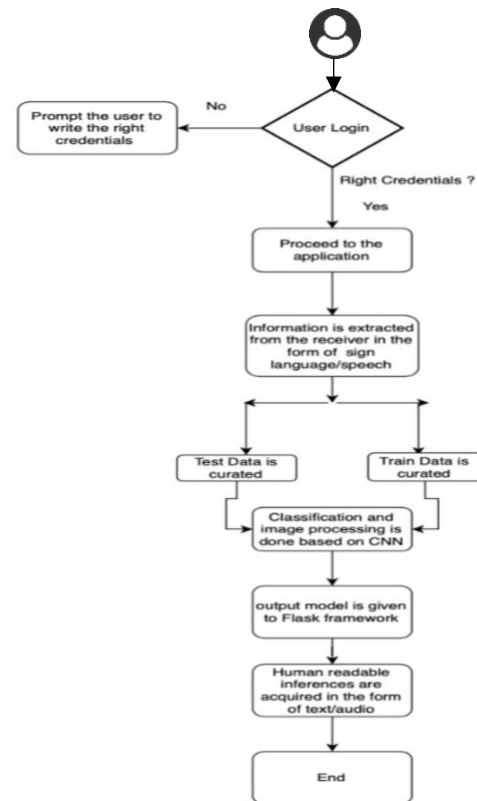 No
Prompt the user to
write the right
credentials
User Login
Right Credentials ?
Yes
Proceed to the
application
Information is extracted
from the receiver in the
form of sign
language/speech
Test Data is
curated
Train Data is
curated
Classification and
image processing is
done based on CNN
output model is given
to Flask framework
Human readable
inferences are
acquired in the form
of text/audio
End